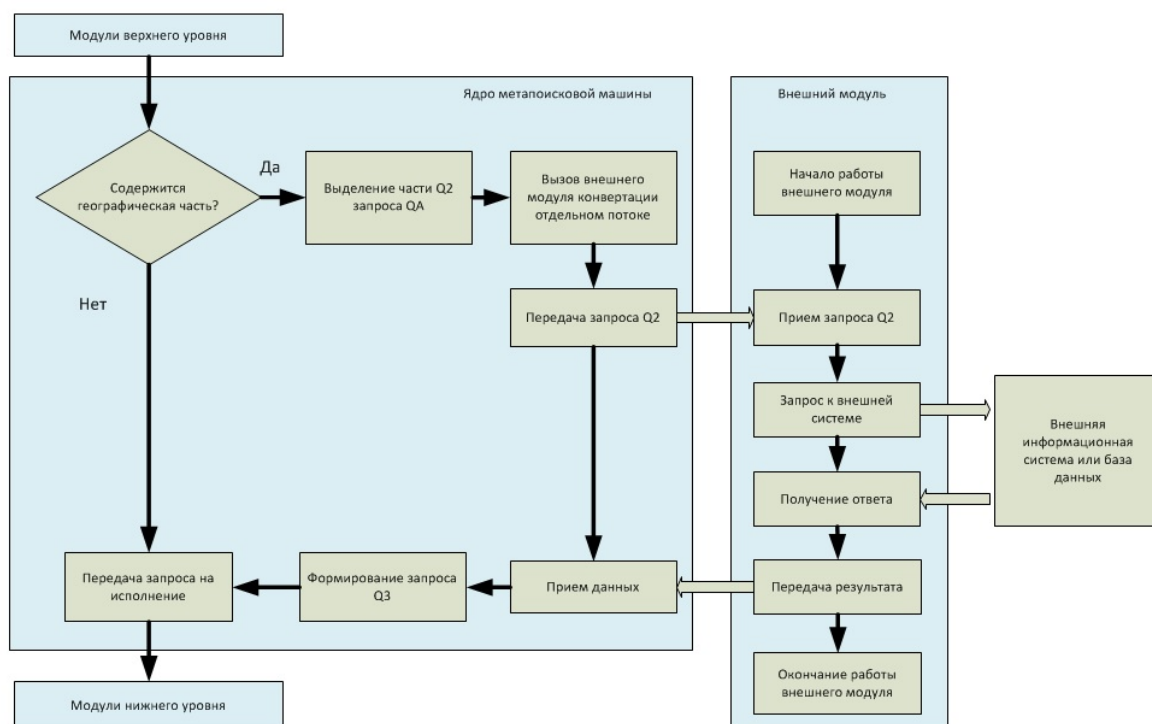 Модули верхнего уровня
Ядро метапоисковой машины
Внешний модуль
Содержится
географическая часть?
Да
Выделение части Q2
запроса QA
Вызов внешнего
модуля конвертации
отдельном потоке
Начало работы
внешнего модуля
Нет
Передача запроса Q2
Прием запроса Q2
Запрос к внешней
системе
Внешняя
информационная
система или база
данных
Получение ответа
Передача запроса на
исполнение
Формирование запроса
Q3
Прием данных
Передача результата
Окончание работы
внешнего модуля
Модули нижнего уровня